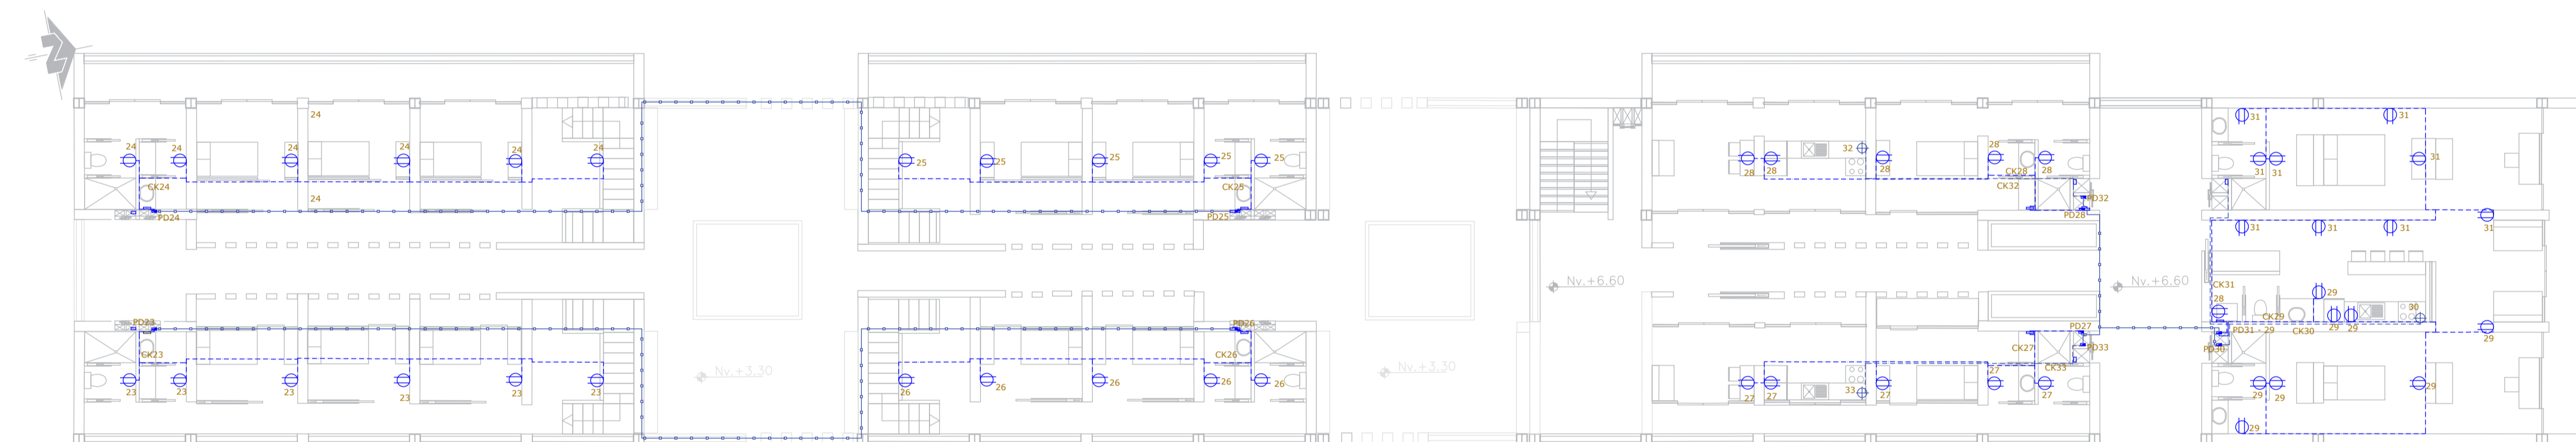 24
31
31
24
24
24
24
24
24
25
25
25
25
25
32
28
28
28
28
28
31
31
31
CK24
CK25
CK28
CK32
24
PD32
PD24
PD25
PD28
31
31
31
31
Nv.+6.60
Nv.+6.60
CK31
29
28
30
PD23
PD26
CK29
29
29
PD27
PD31 - 29
CK30
CK23
CK26
CK27
PD33
PD30
29
Nv.+3.30
Nv.+3.30
CK33
27
23
23
23
23
23
23
26
26
26
26
26
27
27
33
27
27
29
29
29
29